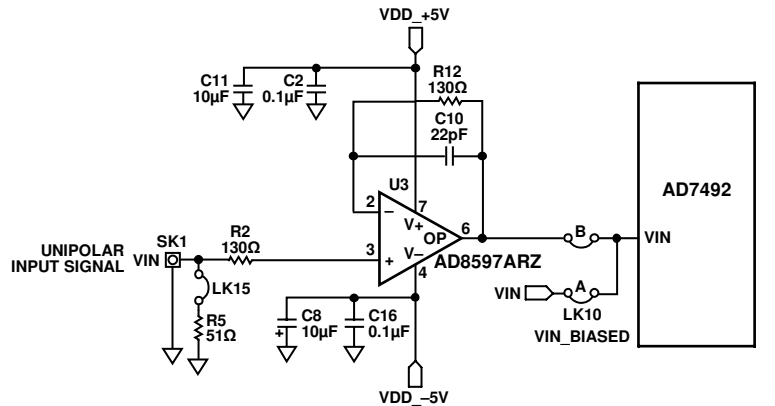 VDD_+5V
C11
10µF
C2
0.1µF
R12
130Ω
C10
22pF
U3
2
–
7
V+
6
OP
3
+
V–
4
AD8597ARZ
UNIPOLAR
INPUT SIGNAL
VIN
SK1
R2
130Ω
LK15
R5
51Ω
C8
10µF
+
C16
0.1µF
VDD_–5V
B
A
VIN
LK10
VIN_BIASED
VIN
AD7492